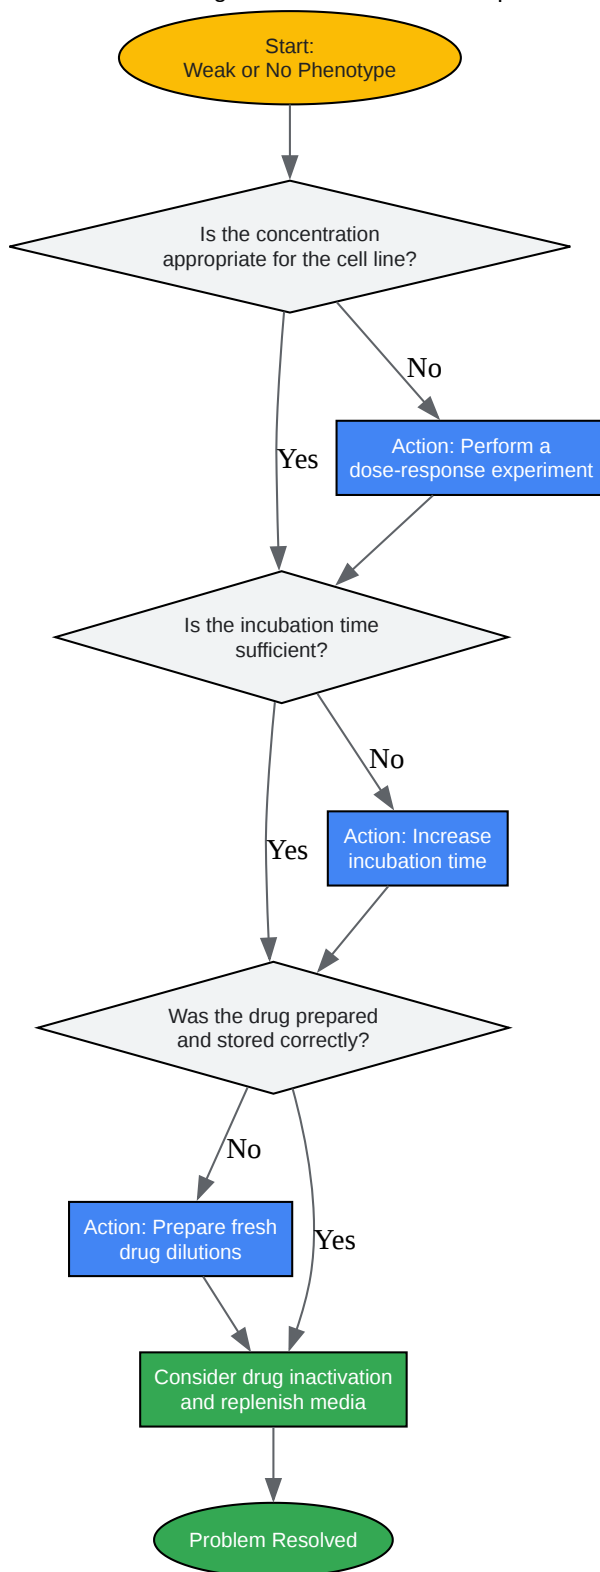 Start:
Weak or No Phenotype
Is the concentration
appropriate for the cell line?
No
Action: Perform a
dose-response experiment
Yes
Is the incubation time
sufficient?
No
Action: Increase
incubation time
Yes
Was the drug prepared
and stored correctly?
No
Action: Prepare fresh
drug dilutions
Yes
Consider drug inactivation
and replenish media
Problem Resolved